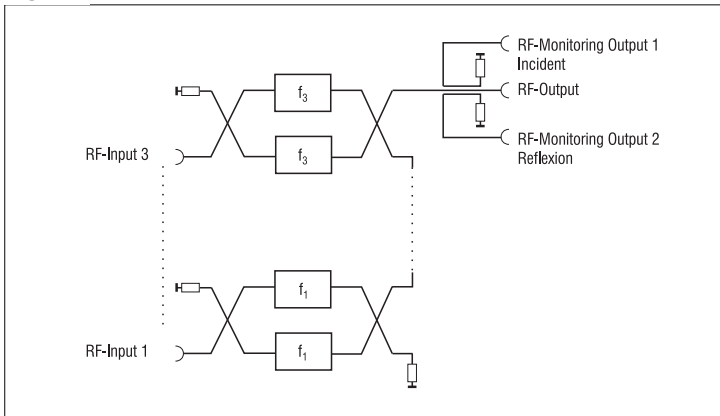 RF-Monitoring Output 1
Incident
RF-Output
RF-Monitoring Output 2
Reflexion
f₃
f₃
RF-Input 3
f₁
f₁
RF-Input 1